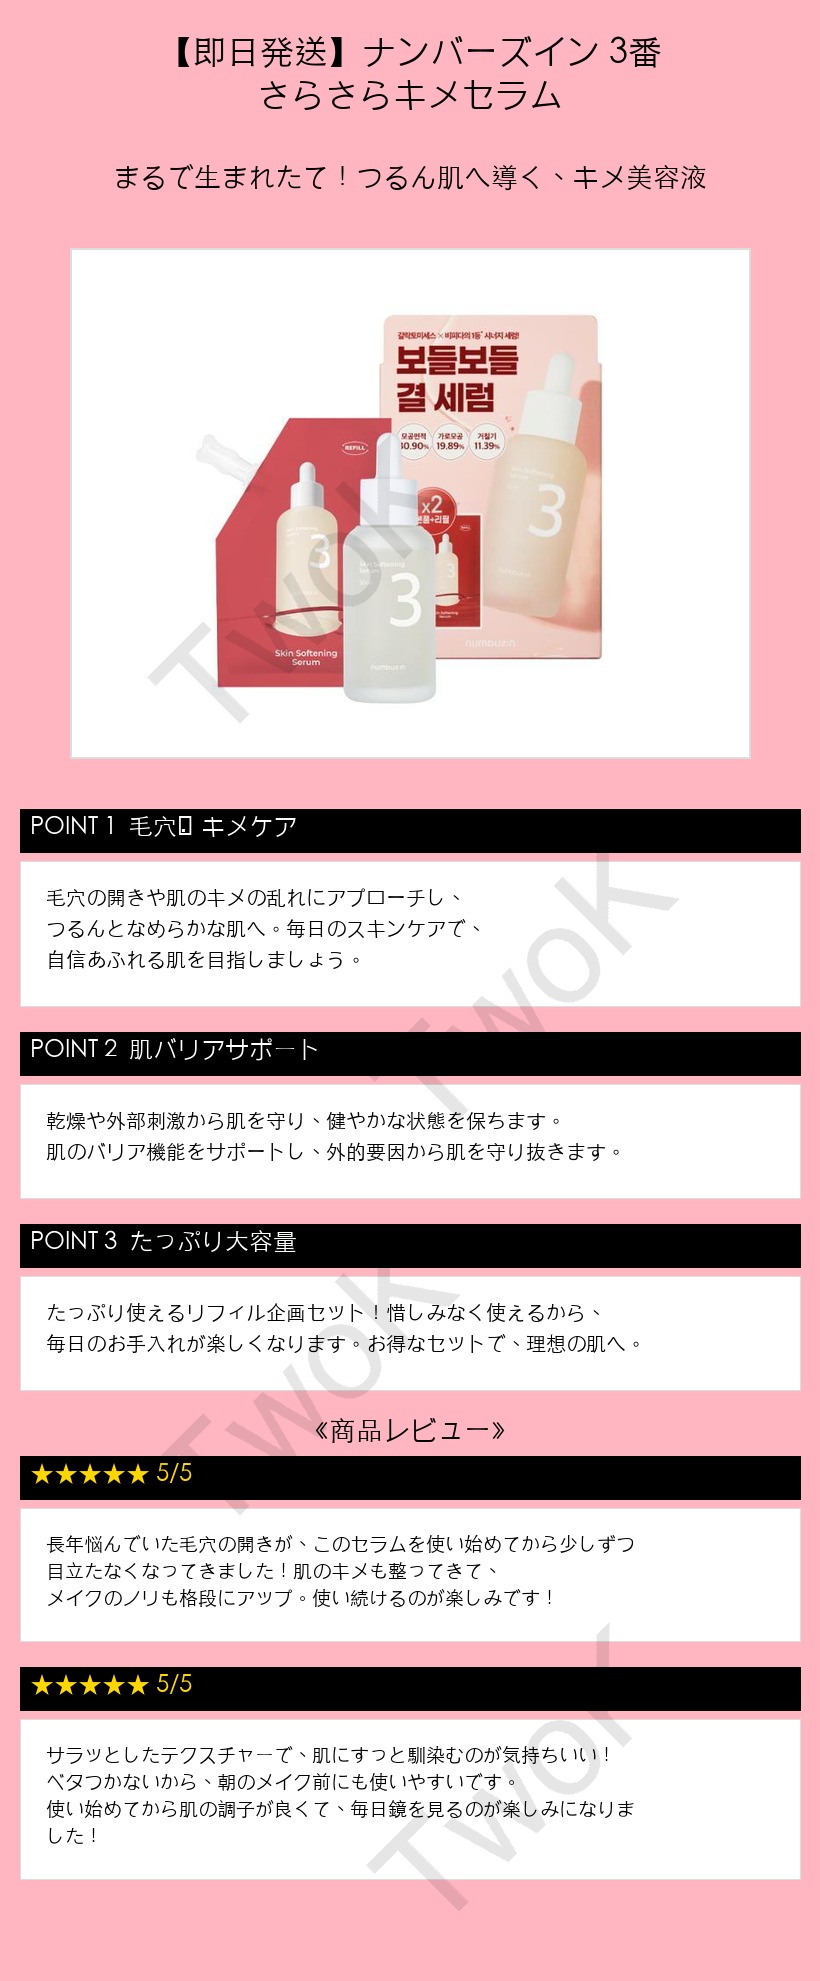 【即日発送】ナンバーズイン 3番
さらさらキメセラム
まるで生まれたて！つるん肌へ導く、キメ美容液
갈락토미세스 × 비피다의 1등* 시너지 세럼!
보들보들
결 세럼
모공면적
30.90%
가로모공
19.89%
거칠기
11.39%
REFILL
x2
본품+리필
Skin Softening
Serum
3
numbuzin
3
Skin Softening
Serum
Skin Softening
Serum
3
numbuzin
3
numbuzin
TwoK
POINT 1 毛穴 キメケア
毛穴の開きや肌のキメの乱れにアプローチし、
つるんとなめらかな肌へ。毎日のスキンケアで、
自信あふれる肌を目指しましょう。
TwoK
POINT 2 肌バリアサポート
乾燥や外部刺激から肌を守り、健やかな状態を保ちます。
肌のバリア機能をサポートし、外的要因から肌を守り抜きます。
POINT 3 たっぷり大容量
たっぷり使えるリフィル企画セット！惜しみなく使えるから、
毎日のお手入れが楽しくなります。お得なセットで、理想の肌へ。
TwoK
《商品レビュー》
★★★★★ 5/5
長年悩んでいた毛穴の開きが、このセラムを使い始めてから少しずつ
目立たなくなってきました！肌のキメも整ってきて、
メイクのノリも格段にアップ。使い続けるのが楽しみです！
★★★★★ 5/5
サラッとしたテクスチャーで、肌にすっと馴染むのが気持ちいい！
ベタつかないから、朝のメイク前にも使いやすいです。
使い始めてから肌の調子が良くて、毎日鏡を見るのが楽しみになりま
した！
TwoK